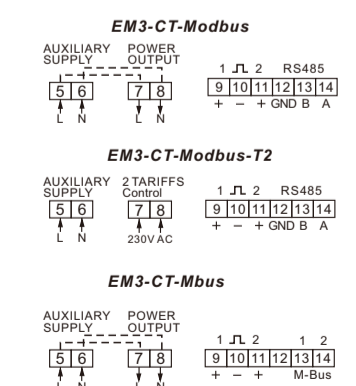 EM3-CT-Modbus
AUXILIARY SUPPLY POWER OUTPUT
1 2 RS485
5 6 7 8 9 10 11 12 13 14
L N L N + – + GND B A
EM3-CT-Modbus-T2
AUXILIARY SUPPLY 2 TARIFFS Control
1 2 RS485
5 6 7 8 9 10 11 12 13 14
L N 230V AC + – + GND B A
EM3-CT-Mbus
AUXILIARY SUPPLY POWER OUTPUT
1 2 1 2
5 6 7 8 9 10 11 12 13 14
L N L N + – + M-Bus